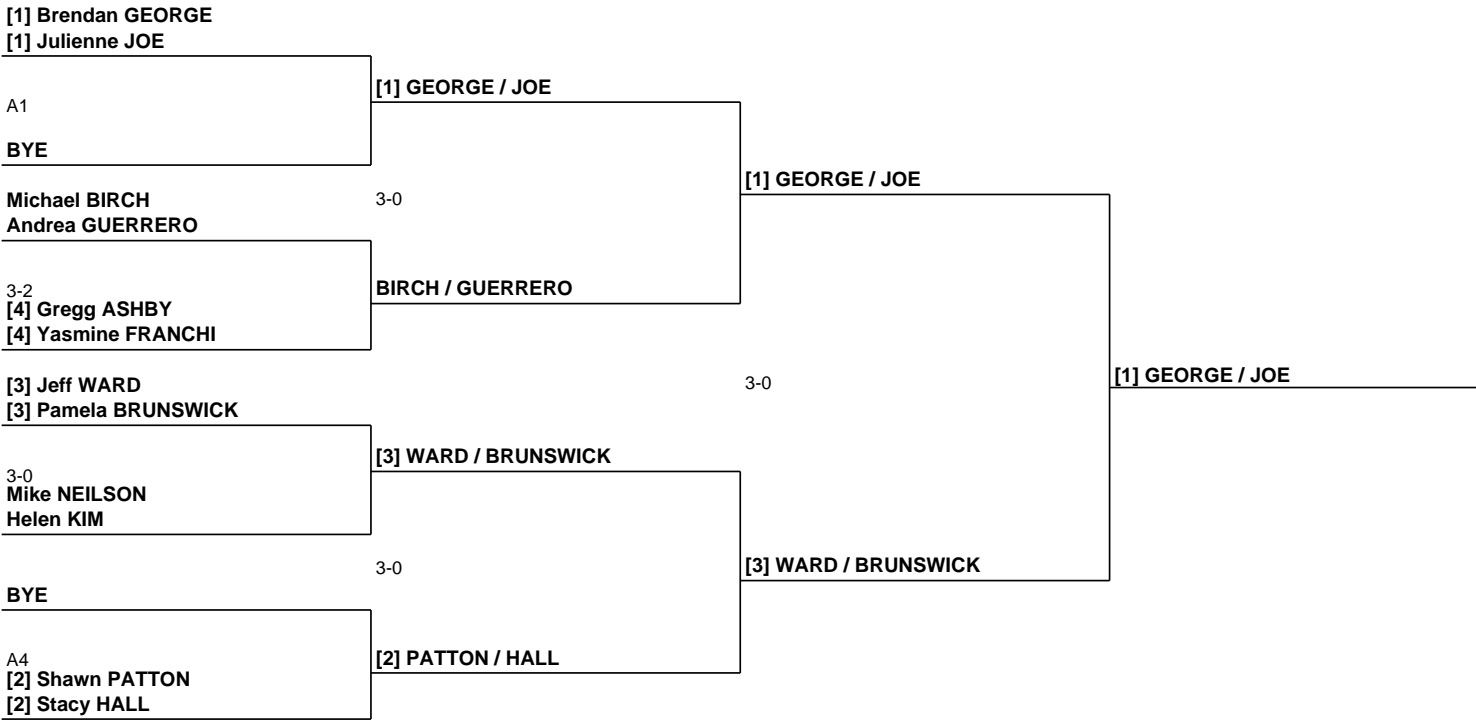 [1] Brendan GEORGE
[1] Julienne JOE
A1
[1] GEORGE / JOE
BYE
[1] GEORGE / JOE
Michael BIRCH
Andrea GUERRERO
3-0
3-2
BIRCH / GUERRERO
[4] Gregg ASHBY
[4] Yasmine FRANCHI
[3] Jeff WARD
[3] Pamela BRUNSWICK
3-0
[1] GEORGE / JOE
3-0
[3] WARD / BRUNSWICK
Mike NEILSON
Helen KIM
3-0
[3] WARD / BRUNSWICK
BYE
A4
[2] PATTON / HALL
[2] Shawn PATTON
[2] Stacy HALL